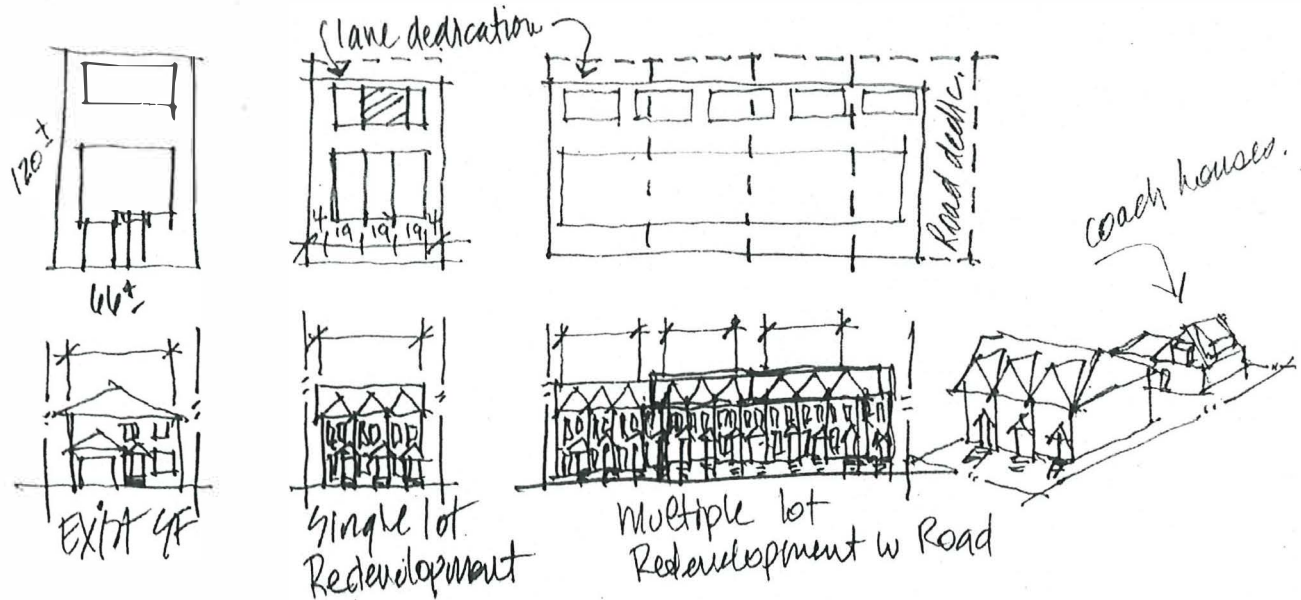 lane dedication
120±
66±
4 19 19 19 4
Road dedic.
coach houses.
Exist SF
Single lot
Redevelopment
Multiple lot
Redevelopment w Road